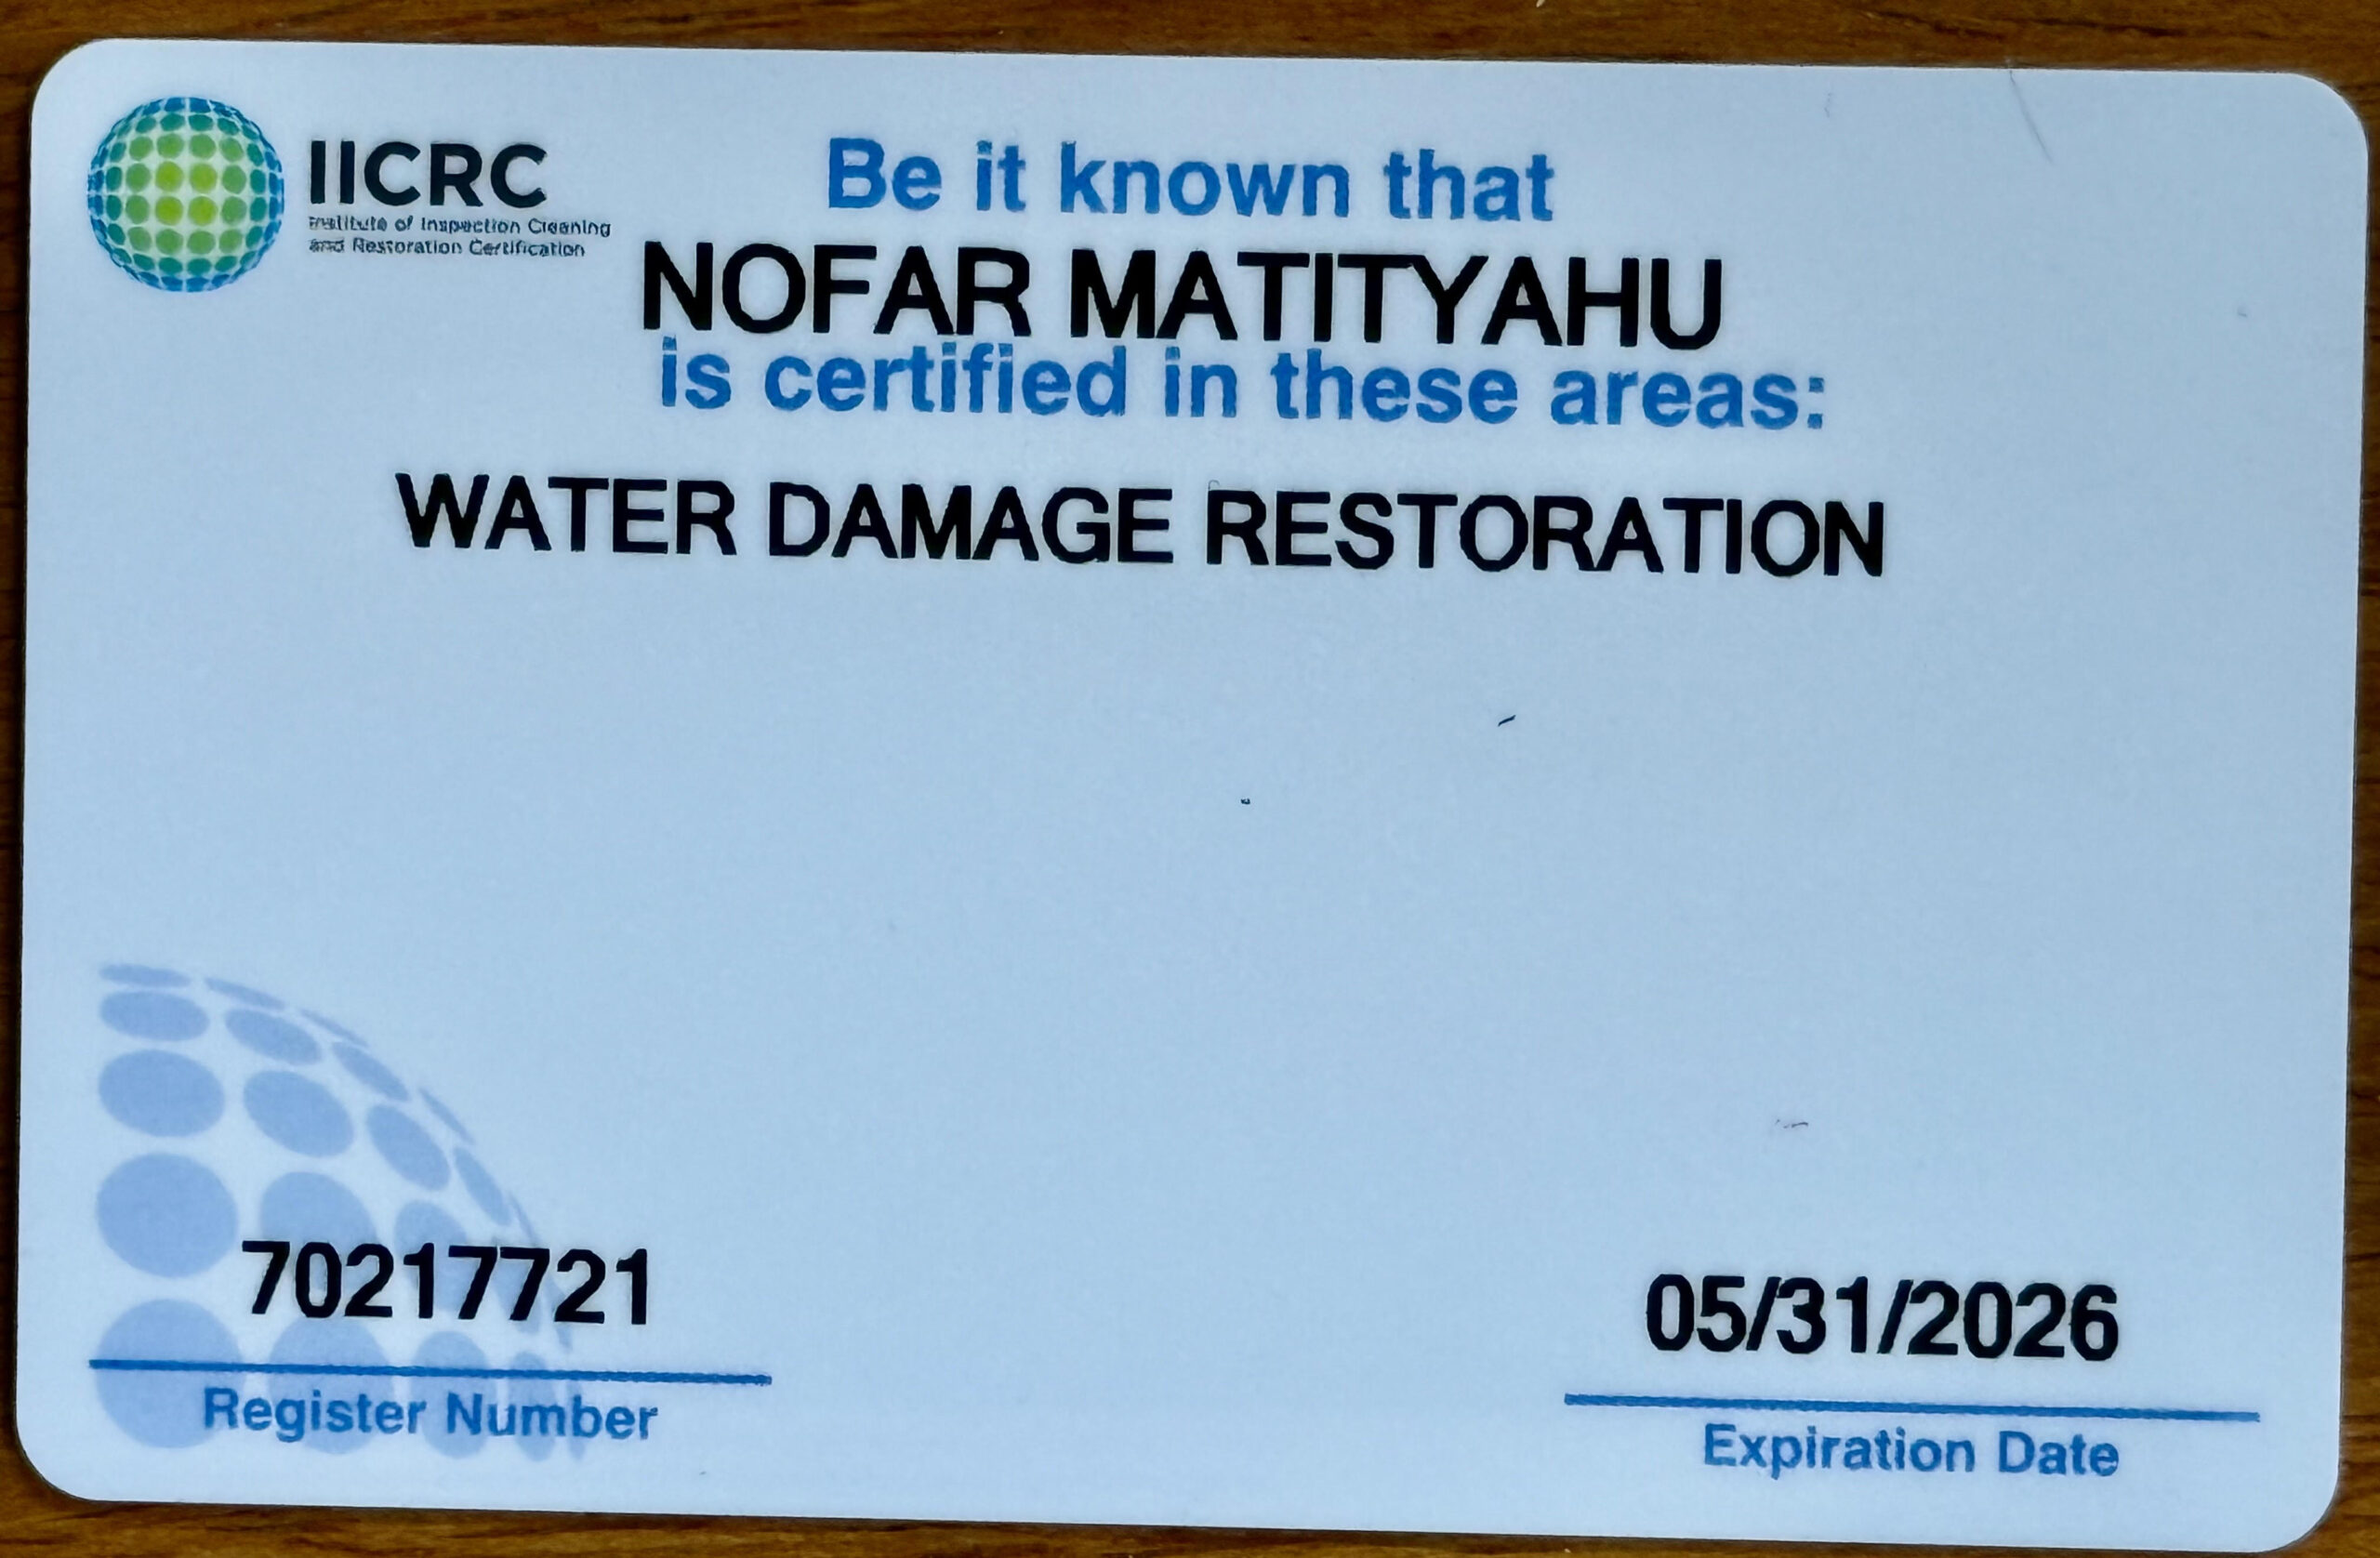 IICRC
Institute of Inspection Cleaning
and Restoration Certification
Be it known that
NOFAR MATITYAHU
is certified in these areas:
WATER DAMAGE RESTORATION
70217721
Register Number
05/31/2026
Expiration Date